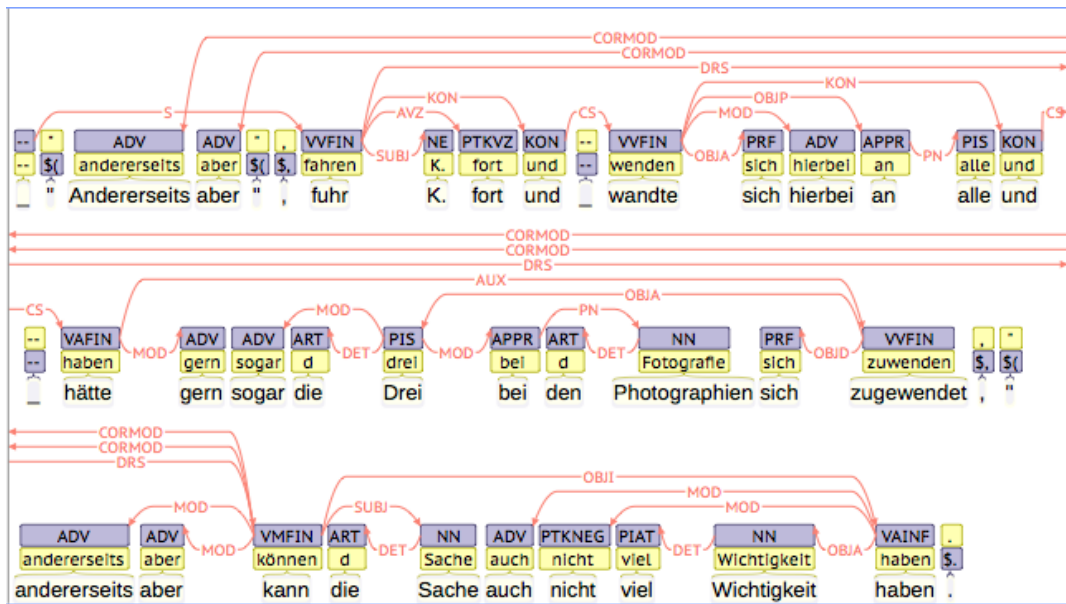 CORMOD
CORMOD
DRS
KON
S KON OBJP
AVZ CS MOD CS
SUBJ OBJA PN
-- " ADV ADV " , VVFIN NE PTKVZ KON -- VVFIN PRF ADV APPR PIS KON
-- $( andererseits aber $( $, fahren K. fort und -- wenden sich hierbei an alle und
_ " Andererseits aber " , fuhr K. fort und _ wandte sich hierbei an alle und
CORMOD
CORMOD
DRS
AUX
CS MOD OBJA PN
MOD DET MOD DET OBJD
-- VAFIN ADV ADV ART PIS APPR ART NN PRF VVFIN , "
-- haben gern sogar d drei bei d Fotografie sich zuwenden $, $(
_ hätte gern sogar die Drei bei den Photographien sich zugewendet , "
CORMOD
CORMOD
DRS
OBJI
MOD
MOD SUBJ MOD
MOD DET DET OBJA
ADV ADV VMFIN ART NN ADV PTKNEG PIAT NN VAINF .
andererseits aber können d Sache auch nicht viel Wichtigkeit haben $.
andererseits aber kann die Sache auch nicht viel Wichtigkeit haben .